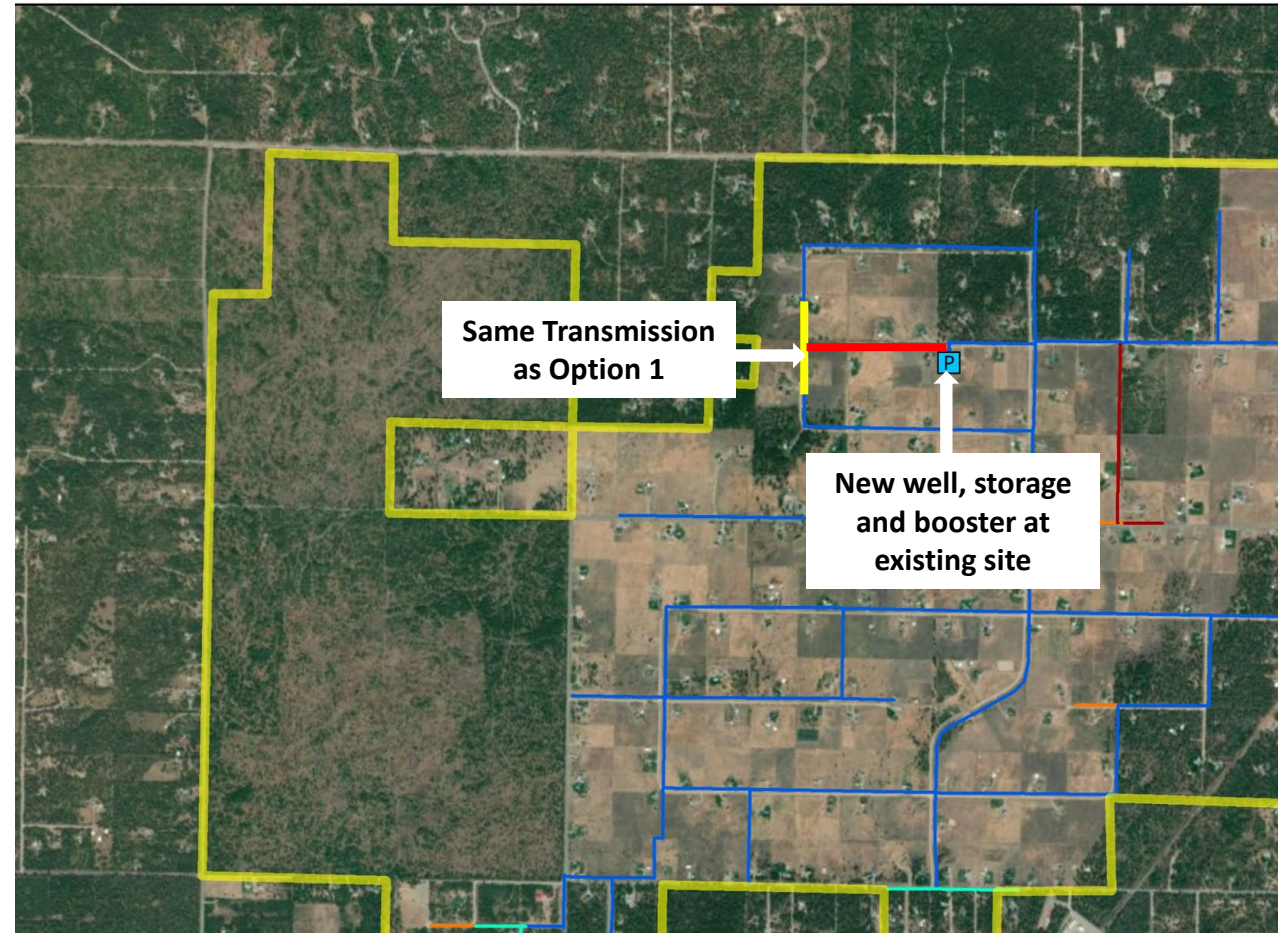 Same Transmission
as Option 1
P
New well, storage
and booster at
existing site